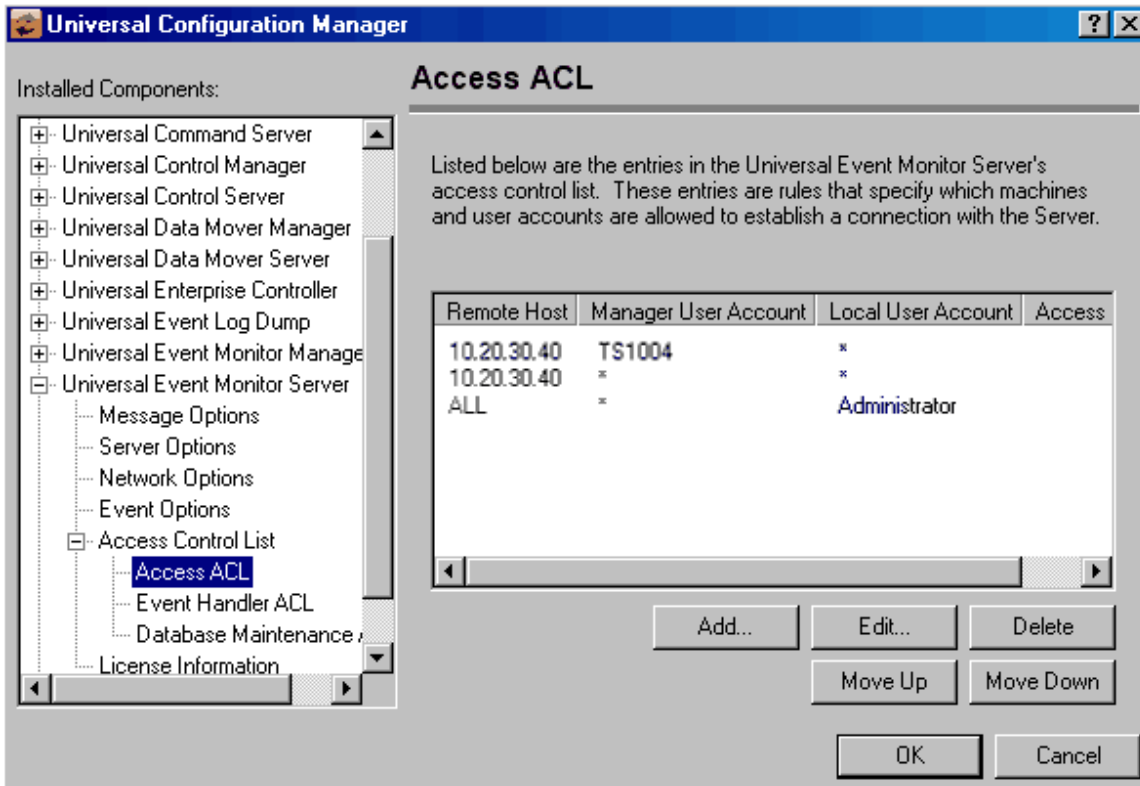 Universal Configuration Manager
Installed Components:
Universal Command Server
Universal Control Manager
Universal Control Server
Universal Data Mover Manager
Universal Data Mover Server
Universal Enterprise Controller
Universal Event Log Dump
Universal Event Monitor Manage
Universal Event Monitor Server
Message Options
Server Options
Network Options
Event Options
Access Control List
Access ACL
Event Handler ACL
Database Maintenance
License Information
Access ACL
Listed below are the entries in the Universal Event Monitor Server's
access control list. These entries are rules that specify which machines
and user accounts are allowed to establish a connection with the Server.
Remote Host Manager User Account Local User Account Access
10.20.30.40 TS1004 *
10.20.30.40 * *
ALL * Administrator
Add... Edit... Delete
Move Up Move Down
OK Cancel